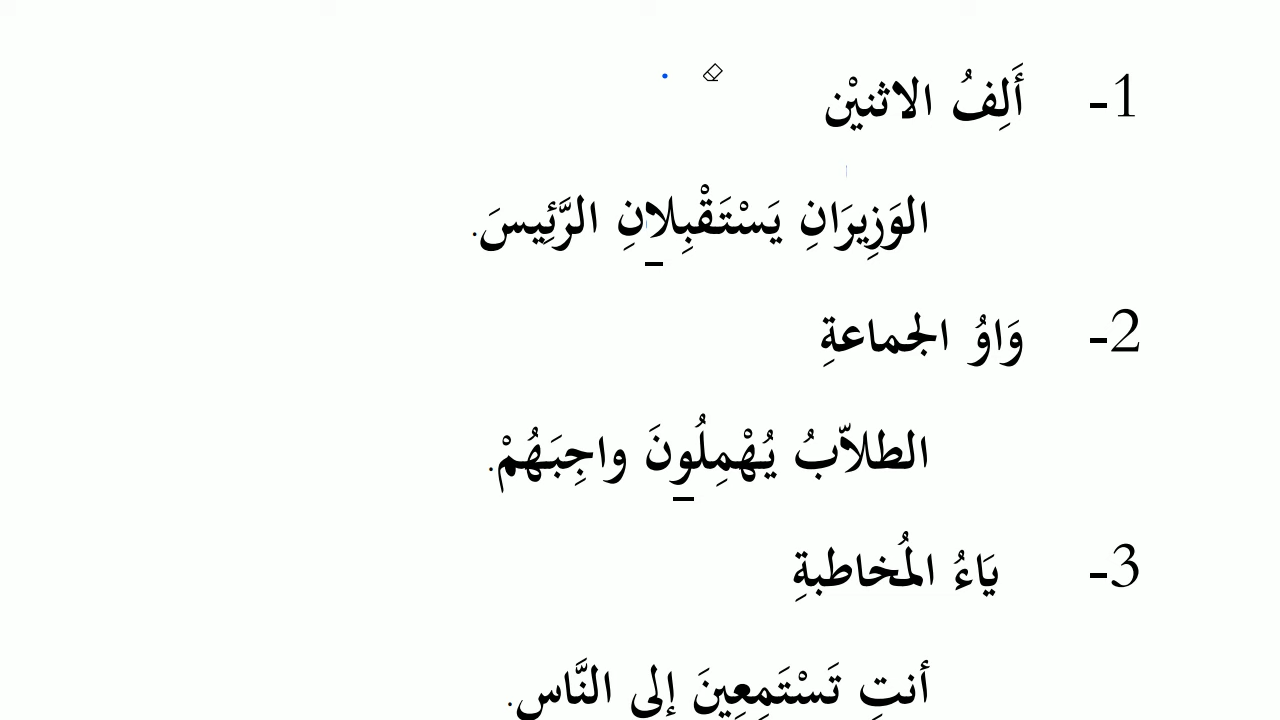 1- أَلِفُ الاثنيْن
الوَزِيرَانِ يَسْتَقْبِلانِ الرَّئِيسَ.
2- وَاوُ الجماعةِ
الطلاّبُ يُهْمِلُونَ واجِبَهُمْ.
3- يَاءُ المُخاطبةِ
أنتِ تَسْتَمِعِينَ إلى النَّاسِ.